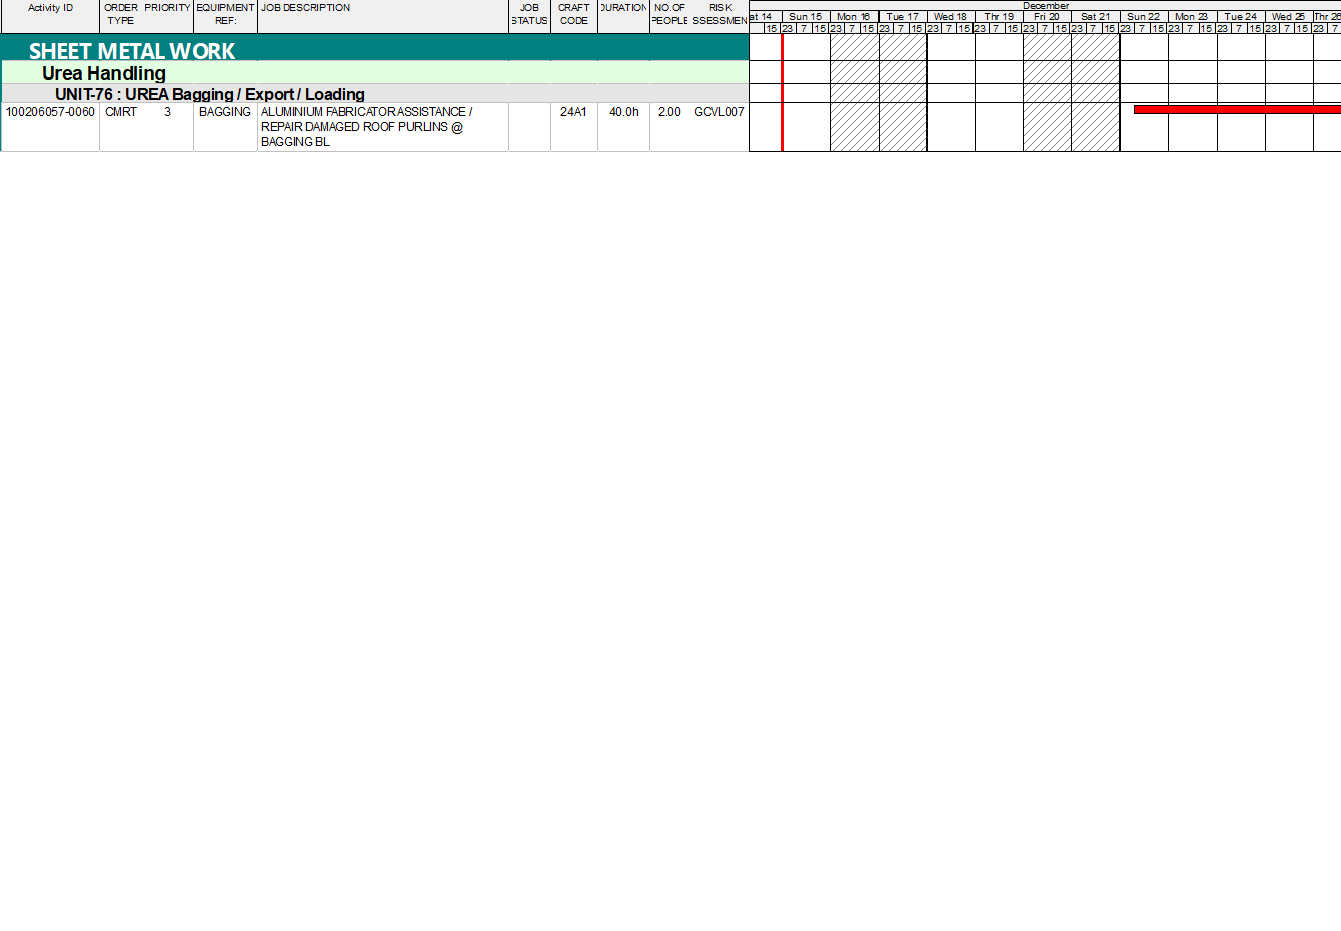 December
Activity ID ORDER PRIORITY EQUIPMENT JOB DESCRIPTION JOB CRAFT DURATION NO.OF RISK at 14 Sun 15 Mon 16 Tue 17 Wed 18 Thr 19 Fri 20 Sat 21 Sun 22 Mon 23 Tue 24 Wed 25 Thr 26
TYPE REF: STATUS CODE PEOPLE SSESSMEN 15 23 7 15 23 7 15 23 7 15 23 7 15 23 7 15 23 7 15 23 7 15 23 7 15 23 7 15 23 7 15 23 7 15 23 7
SHEET METAL WORK
Urea Handling
UNIT-76 : UREA Bagging / Export / Loading
100206057-0060 CMRT 3 BAGGING ALUMINIUM FABRICATOR ASSISTANCE / 24A1 40.0h 2.00 GCVL007
REPAIR DAMAGED ROOF PURLINS @
BAGGING BL